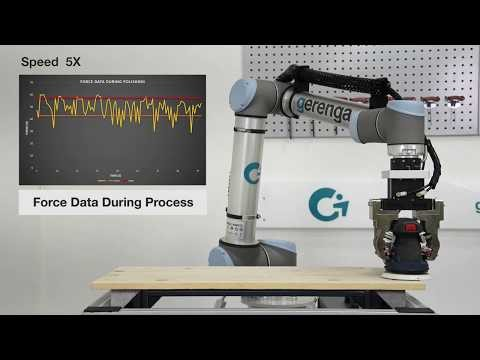 Speed 5X
FORCE DATA DURING POLISHING
Force Data During Process
gerenga